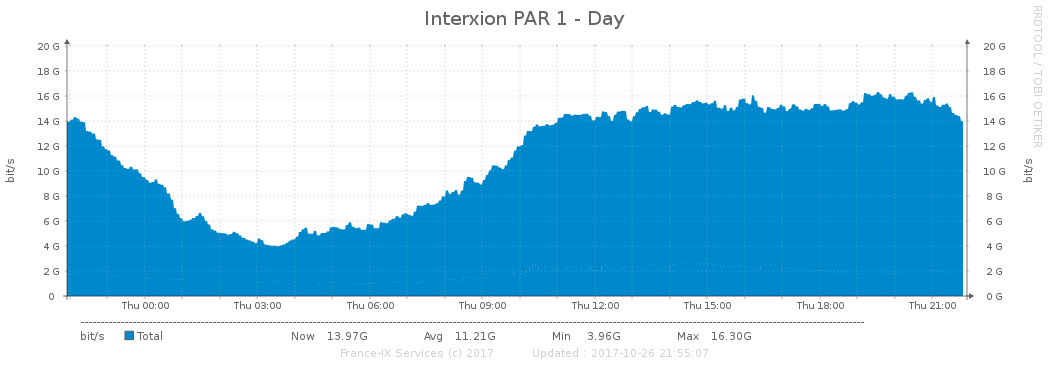 Interxion PAR 1 - Day
RRDTOOL / TOBI OETIKER
bit/s
20 G 20 G
18 G 18 G
16 G 16 G
14 G 14 G
12 G 12 G
10 G 10 G
8 G 8 G
6 G 6 G
4 G 4 G
2 G 2 G
0 0 G
bit/s
Thu 00:00 Thu 03:00 Thu 06:00 Thu 09:00 Thu 12:00 Thu 15:00 Thu 18:00 Thu 21:00
bit/s Total Now 13.97G Avg 11.21G Min 3.96G Max 16.30G
France-IX Services (c) 2017 Updated : 2017-10-26 21:55:07